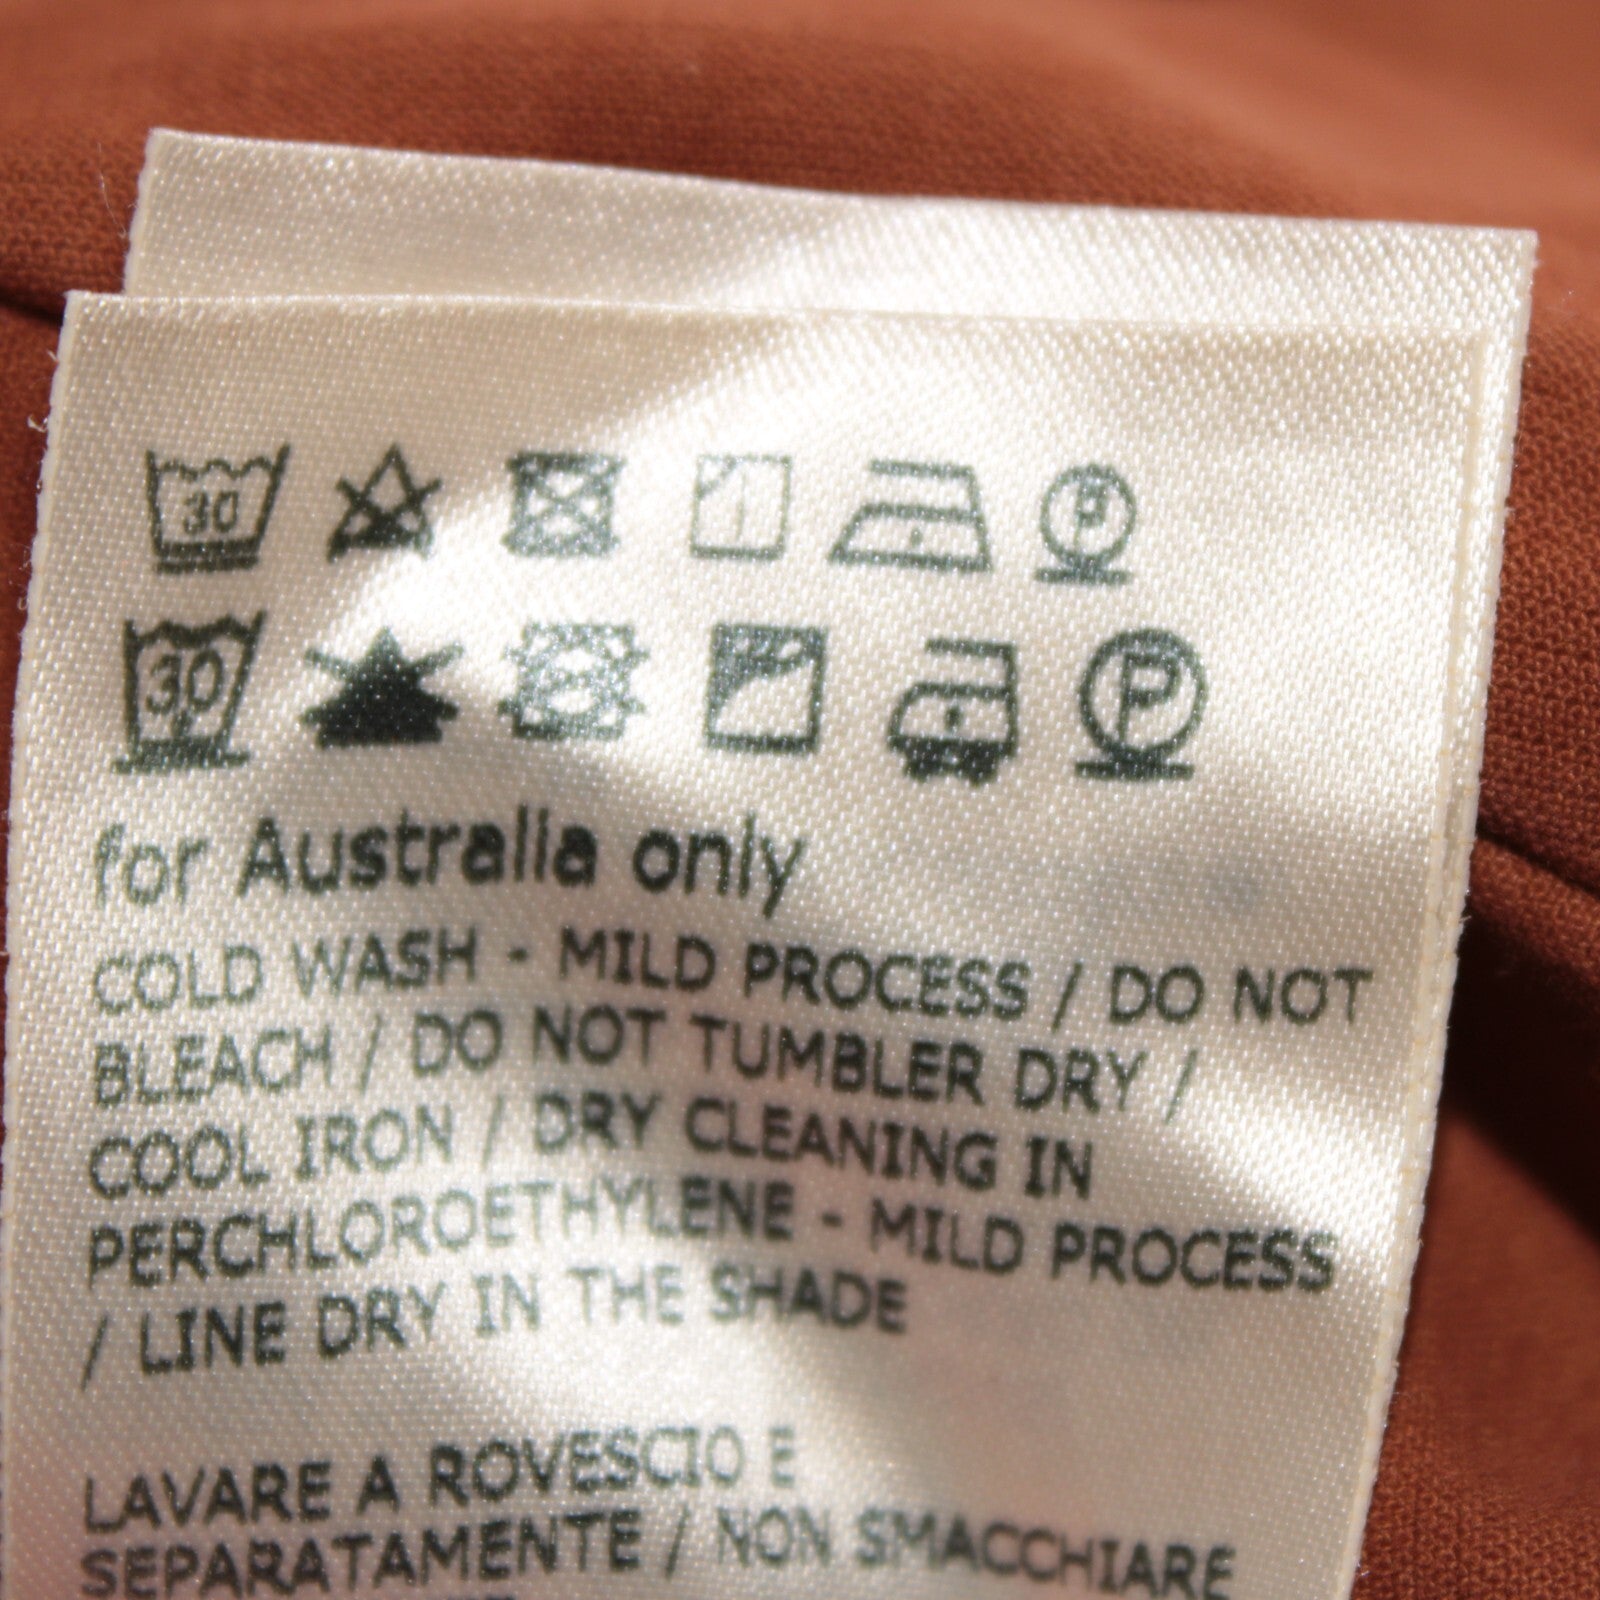 30 P
30 P
for Australia only
COLD WASH - MILD PROCESS / DO NOT
BLEACH / DO NOT TUMBLER DRY /
COOL IRON / DRY CLEANING IN
PERCHLOROETHYLENE - MILD PROCESS
/ LINE DRY IN THE SHADE
LAVARE A ROVESCIO E
SEPARATAMENTE / NON SMACCHIARE